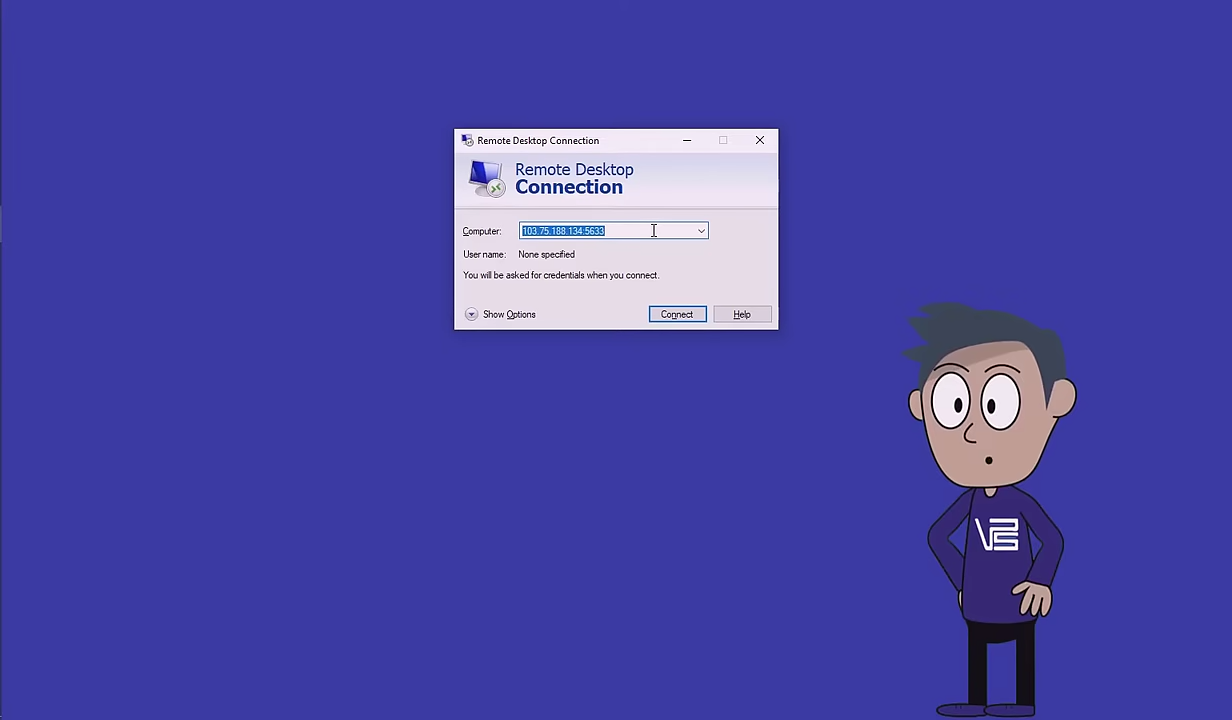 Remote Desktop Connection
Remote Desktop
Connection
Computer: 103.75.188.134:5633
User name: None specified
You will be asked for credentials when you connect.
Show Options Connect Help
VPS